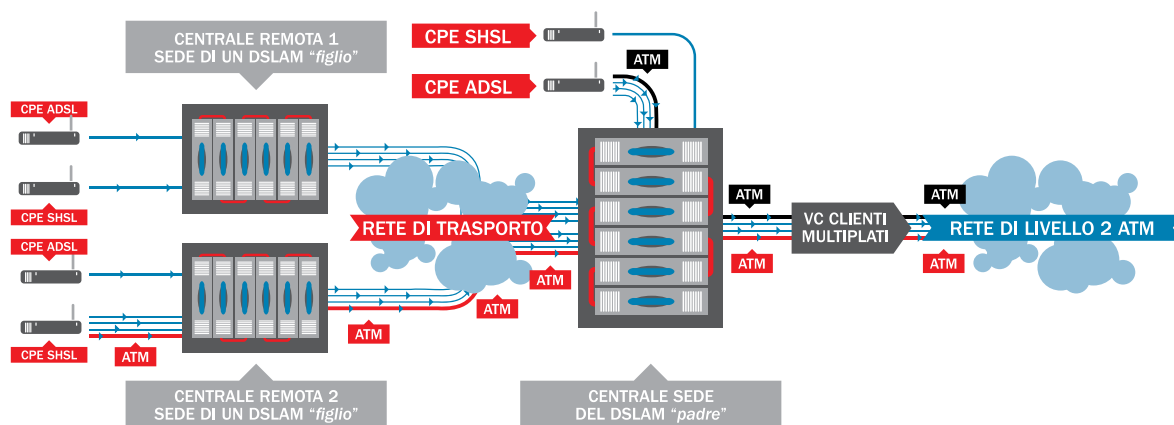 CENTRALE REMOTA 1
SEDE DI UN DSLAM “figlio”
CPE SHSL
ATM
CPE ADSL
CPE ADSL
CPE SHSL
CPE ADSL
CPE SHSL
ATM
ATM
ATM
ATM
RETE DI TRASPORTO
ATM
ATM
VC CLIENTI
MULTIPLATI
ATM
ATM
RETE DI LIVELLO 2 ATM
CENTRALE REMOTA 2
SEDE DI UN DSLAM “figlio”
CENTRALE SEDE
DEL DSLAM “padre”